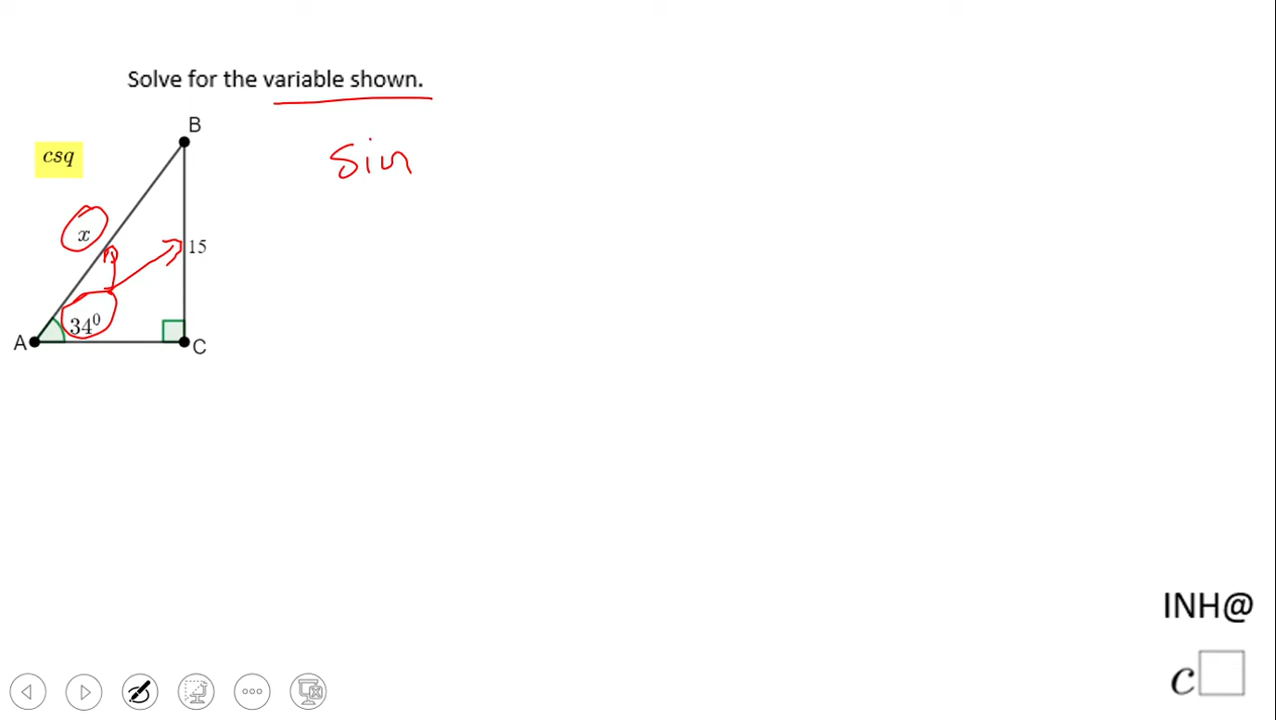 Solve for the variable shown.
B
csq
sin
x
15
34⁰
A
C
INH@
c